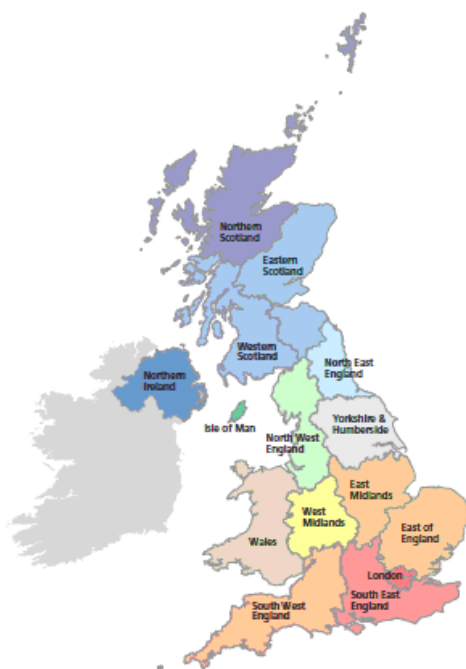 Northern
Scotland
Eastern
Scotland
Western
Scotland
North East
England
Northern
Ireland
Isle of Man
Yorkshire &
Humberside
North West
England
East
Midlands
West
Midlands
East of
England
Wales
London
South East
England
South West
England